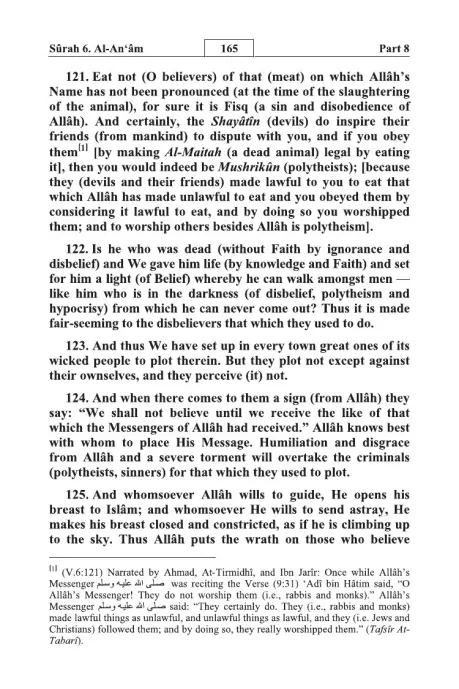 Sûrah 6. Al-An‘âm 165 Part 8
121. Eat not (O believers) of that (meat) on which Allâh’s
Name has not been pronounced (at the time of the slaughtering
of the animal), for sure it is Fisq (a sin and disobedience of
Allâh). And certainly, the Shayâtîn (devils) do inspire their
friends (from mankind) to dispute with you, and if you obey
them[1] [by making Al-Maitah (a dead animal) legal by eating
it], then you would indeed be Mushrikûn (polytheists); [because
they (devils and their friends) made lawful to you to eat that
which Allâh has made unlawful to eat and you obeyed them by
considering it lawful to eat, and by doing so you worshipped
them; and to worship others besides Allâh is polytheism].
122. Is he who was dead (without Faith by ignorance and
disbelief) and We gave him life (by knowledge and Faith) and set
for him a light (of Belief) whereby he can walk amongst men —
like him who is in the darkness (of disbelief, polytheism and
hypocrisy) from which he can never come out? Thus it is made
fair-seeming to the disbelievers that which they used to do.
123. And thus We have set up in every town great ones of its
wicked people to plot therein. But they plot not except against
their ownselves, and they perceive (it) not.
124. And when there comes to them a sign (from Allâh) they
say: “We shall not believe until we receive the like of that
which the Messengers of Allâh had received.” Allâh knows best
with whom to place His Message. Humiliation and disgrace
from Allâh and a severe torment will overtake the criminals
(polytheists, sinners) for that which they used to plot.
125. And whomsoever Allâh wills to guide, He opens his
breast to Islâm; and whomsoever He wills to send astray, He
makes his breast closed and constricted, as if he is climbing up
to the sky. Thus Allâh puts the wrath on those who believe
[1] (V.6:121) Narrated by Ahmad, At-Tirmidhî, and Ibn Jarîr: Once while Allâh’s
Messenger صلى الله عليه وسلم was reciting the Verse (9:31) ‘Adî bin Hâtim said, “O
Allâh’s Messenger! They do not worship them (i.e., rabbis and monks).” Allâh’s
Messenger صلى الله عليه وسلم said: “They certainly do. They (i.e., rabbis and monks)
made lawful things as unlawful, and unlawful things as lawful, and they (i.e. Jews and
Christians) followed them; and by doing so, they really worshipped them.” (Tafsîr At-
Tabarî).